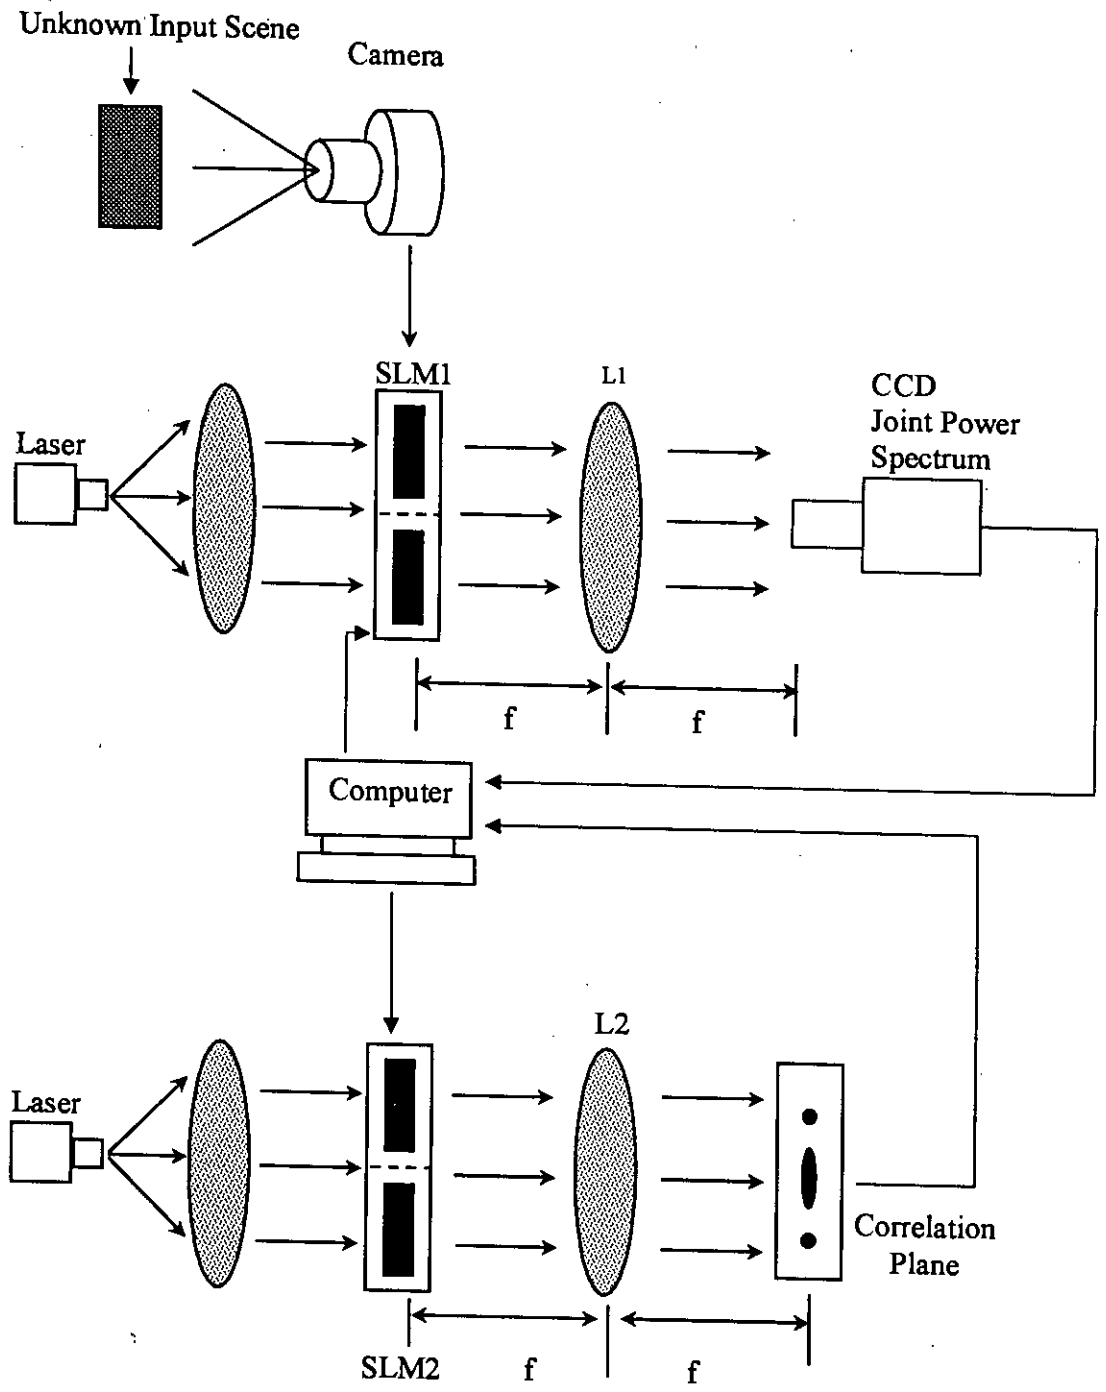 Unknown Input Scene
Camera
SLM1
L1
CCD
Joint Power
Spectrum
Laser
f
f
Computer
L2
Laser
Correlation
Plane
SLM2
f
f